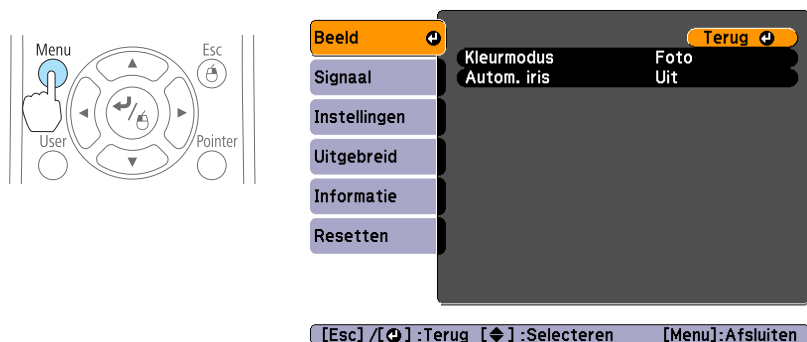 Menu
Esc
User
Pointer
Beeld
Signaal
Instellingen
Uitgebreid
Informatie
Resetten
Terug
Kleurmodus Foto
Autom. iris Uit
[Esc] /[ ] :Terug [ ] :Selecteren [Menu]:Afsluiten